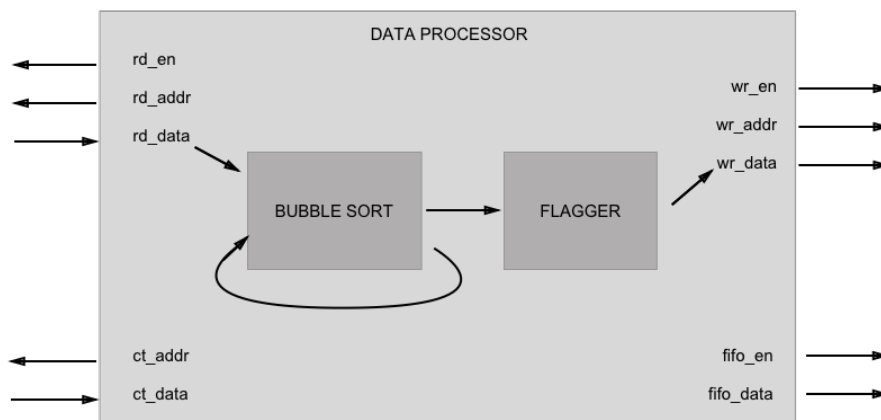 DATA PROCESSOR
rd_en
rd_addr
rd_data
wr_en
wr_addr
wr_data
BUBBLE SORT
FLAGGER
ct_addr
ct_data
fifo_en
fifo_data